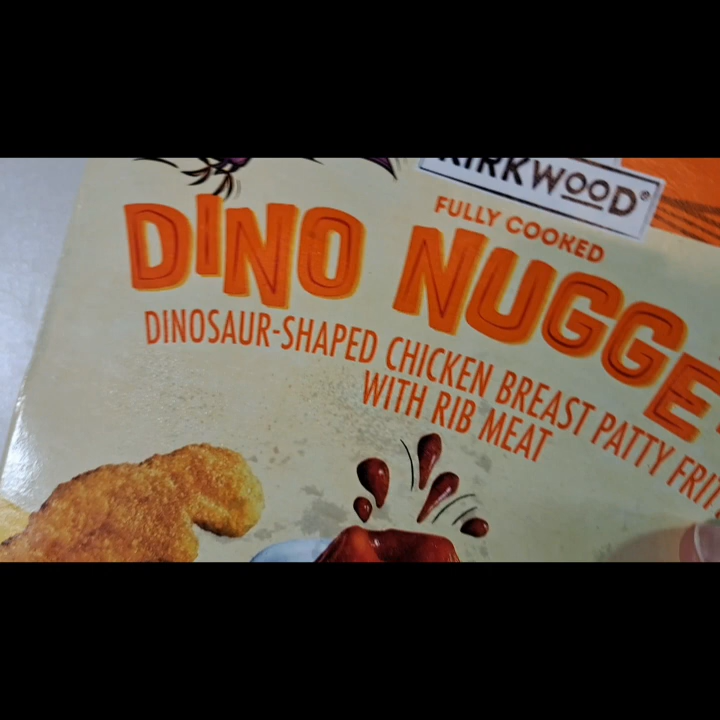 KIRKWOOD®
FULLY COOKED
DINO NUGGE
DINOSAUR-SHAPED CHICKEN BREAST PATTY FRIT
WITH RIB MEAT